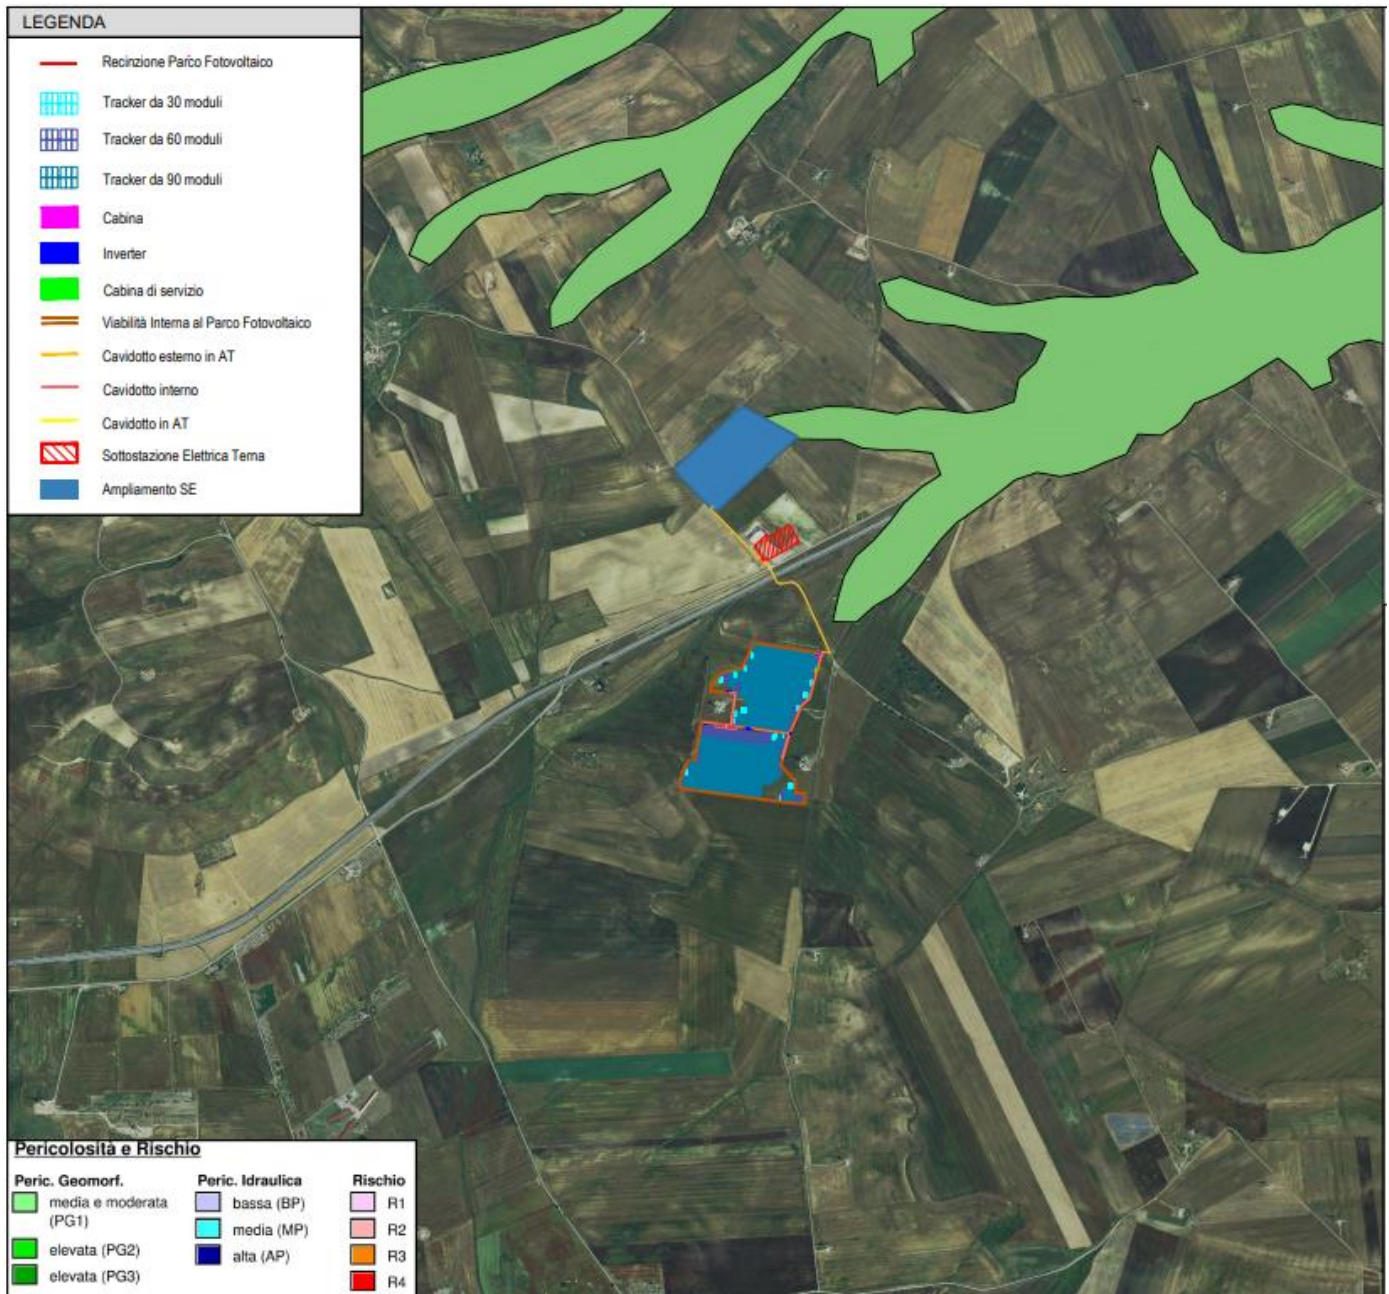 LEGENDA
Recinzione Parco Fotovoltaico
Tracker da 30 moduli
Tracker da 60 moduli
Tracker da 90 moduli
Cabina
Inverter
Cabina di servizio
Viabilità Interna al Parco Fotovoltaico
Cavidotto esterno in AT
Cavidotto interno
Cavidotto in AT
Sottostazione Elettrica Terna
Ampliamento SE
Pericolosità e Rischio
Peric. Geomorf.
media e moderata
(PG1)
elevata (PG2)
elevata (PG3)
Peric. Idraulica
bassa (BP)
media (MP)
alta (AP)
Rischio
R1
R2
R3
R4